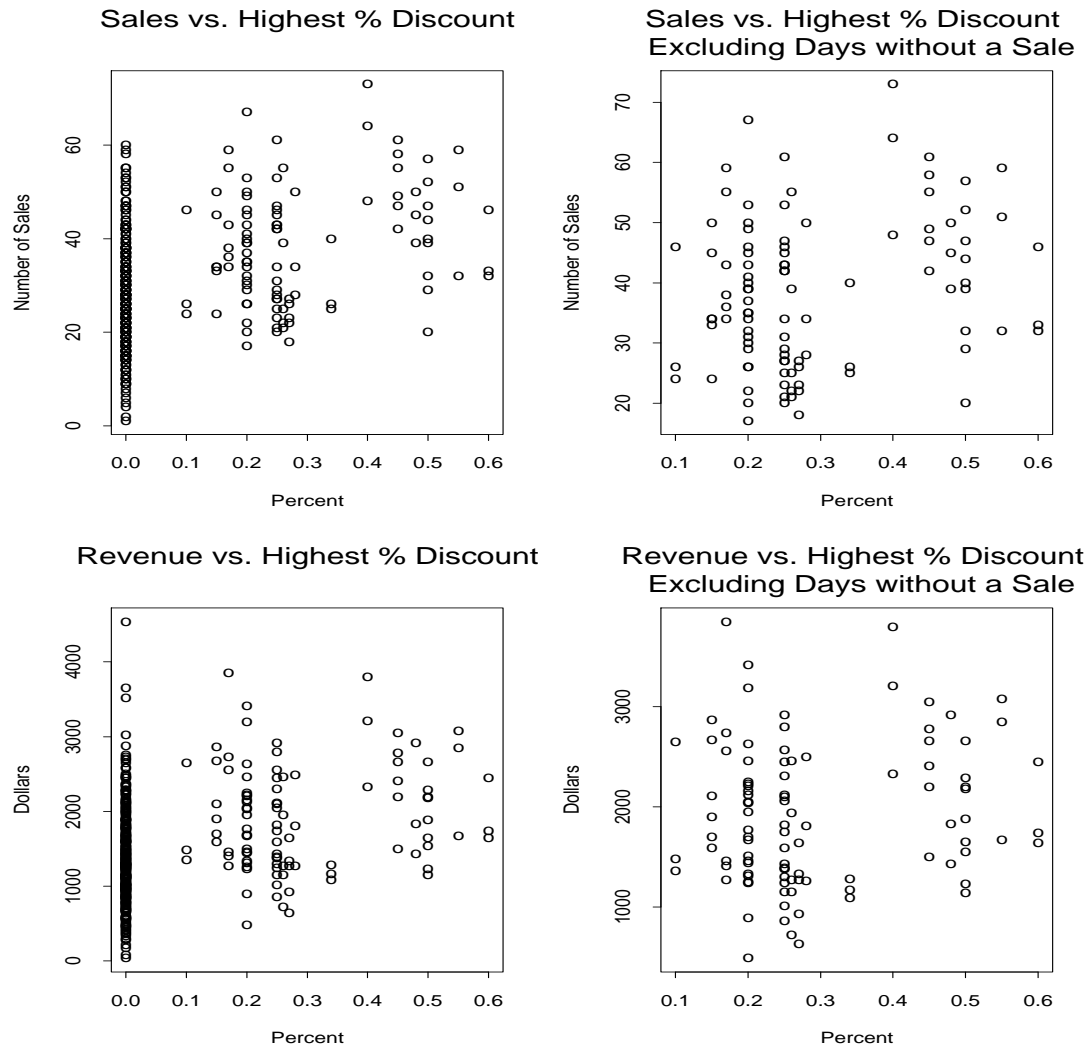 Sales vs. Highest % Discount
Number of Sales
60
40
20
0
0.0 0.1 0.2 0.3 0.4 0.5 0.6
Percent
Sales vs. Highest % Discount
Excluding Days without a Sale
Number of Sales
70
60
50
40
30
20
0.1 0.2 0.3 0.4 0.5 0.6
Percent
Revenue vs. Highest % Discount
Dollars
4000
3000
2000
1000
0
0.0 0.1 0.2 0.3 0.4 0.5 0.6
Percent
Revenue vs. Highest % Discount
Excluding Days without a Sale
Dollars
3000
2000
1000
0.1 0.2 0.3 0.4 0.5 0.6
Percent